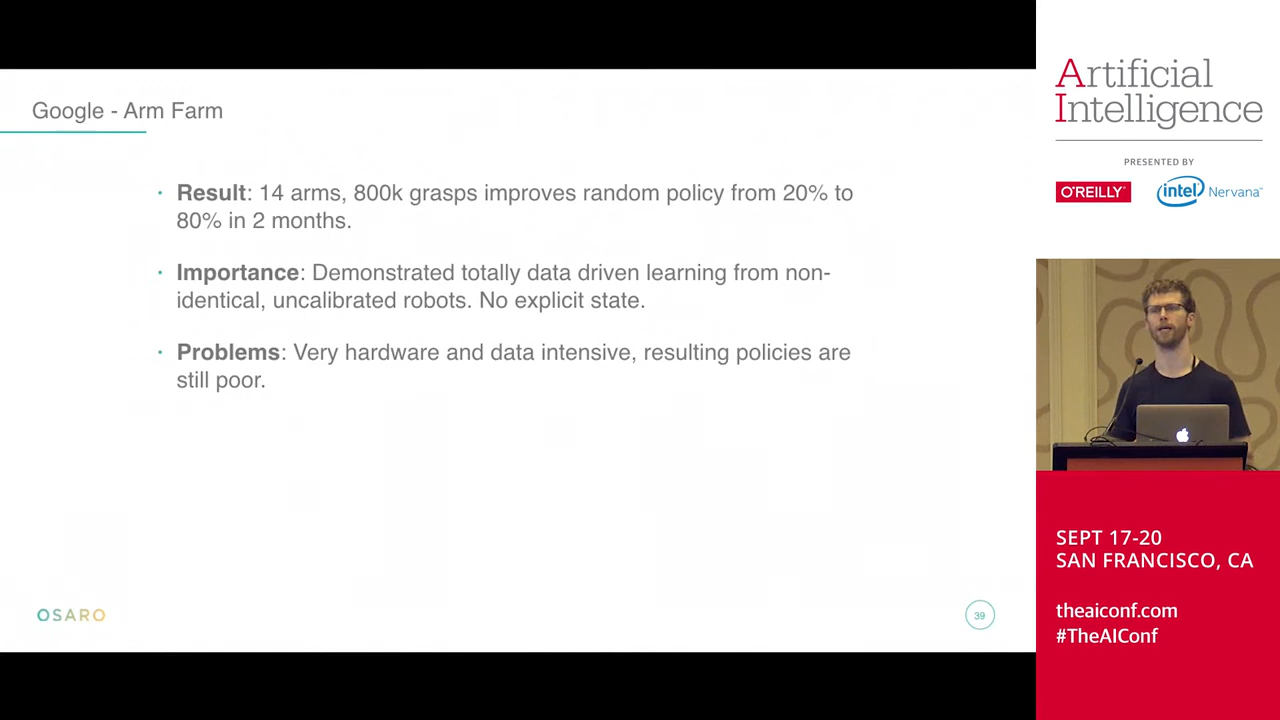 Google - Arm Farm
· Result: 14 arms, 800k grasps improves random policy from 20% to
80% in 2 months.
· Importance: Demonstrated totally data driven learning from non-
identical, uncalibrated robots. No explicit state.
· Problems: Very hardware and data intensive, resulting policies are
still poor.
OSARO
39
Artificial
Intelligence
PRESENTED BY
O'REILLY
intel Nervana™
SEPT 17-20
SAN FRANCISCO, CA
theaiconf.com
#TheAIConf